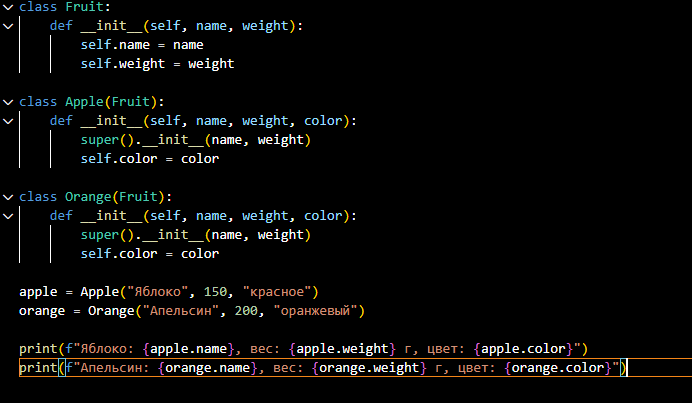 class Fruit:
    def __init__(self, name, weight):
        self.name = name
        self.weight = weight

class Apple(Fruit):
    def __init__(self, name, weight, color):
        super().__init__(name, weight)
        self.color = color

class Orange(Fruit):
    def __init__(self, name, weight, color):
        super().__init__(name, weight)
        self.color = color

apple = Apple("Яблоко", 150, "красное")
orange = Orange("Апельсин", 200, "оранжевый")

print(f"Яблоко: {apple.name}, вес: {apple.weight} г, цвет: {apple.color}")
print(f"Апельсин: {orange.name}, вес: {orange.weight} г, цвет: {orange.color}")